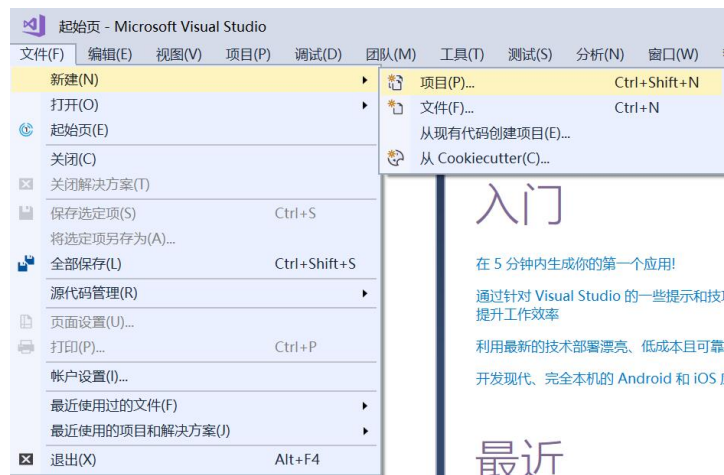 起始页 - Microsoft Visual Studio
文件(F) 编辑(E) 视图(V) 项目(P) 调试(D) 团队(M) 工具(T) 测试(S) 分析(N) 窗口(W)
新建(N)
打开(O)
起始页(E)
关闭(C)
关闭解决方案(T)
保存选定项(S) Ctrl+S
将选定项另存为(A)...
全部保存(L) Ctrl+Shift+S
源代码管理(R)
页面设置(U)...
打印(P)... Ctrl+P
帐户设置(I)...
最近使用过的文件(F)
最近使用的项目和解决方案(J)
退出(X) Alt+F4
项目(P)... Ctrl+Shift+N
文件(F)... Ctrl+N
从现有代码创建项目(E)...
从 Cookiecutter(C)...
入门
在 5 分钟内生成你的第一个应用!
通过针对 Visual Studio 的一些提示和技
提升工作效率
利用最新的技术部署漂亮、低成本且可靠
开发现代、完全本机的 Android 和 iOS
最近